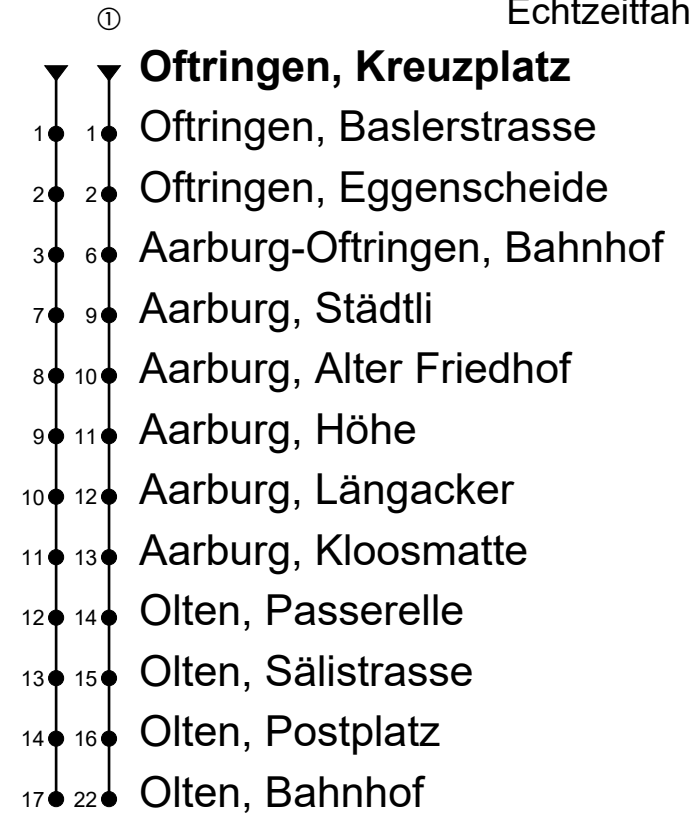 ① Echtzeitfah
Oftringen, Kreuzplatz
1 1 Oftringen, Baslerstrasse
2 2 Oftringen, Eggenscheide
3 6 Aarburg-Oftringen, Bahnhof
7 9 Aarburg, Städtli
8 10 Aarburg, Alter Friedhof
9 11 Aarburg, Höhe
10 12 Aarburg, Längacker
11 13 Aarburg, Kloosmatte
12 14 Olten, Passerelle
13 15 Olten, Sälistrasse
14 16 Olten, Postplatz
17 22 Olten, Bahnhof